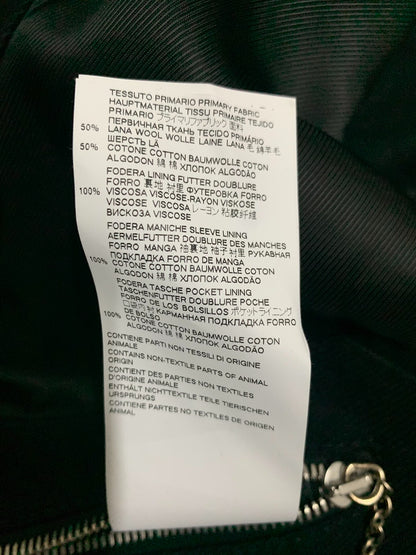 TESSUTO PRIMARIO PRIMARY FABRIC
HAUPTMATERIAL TISSU PRIMAIRE TEJIDO
PRIMARIO プライマリファブリック 面料
ПЕРВИЧНАЯ ТКАНЬ TECIDO PRIMÁRIO
50% LANA WOOL WOLLE LAINE LANA 毛 綿羊毛
ШЕРСТЬ LÃ
50% COTONE COTTON BAUMWOLLE COTON
ALGODON 綿 棉 ХЛОПОК ALGODÃO
FODERA LINING FUTTER DOUBLURE
FORRO 裏地 衬里 ФУТЕРОВКА FORRO
100% VISCOSA VISCOSE-RAYON VISKOSE
VISCOSE VISCOSA レーヨン 粘胶纤维
ВИСКОЗА VISCOSE
FODERA MANICHE SLEEVE LINING
AERMELFUTTER DOUBLURE DES MANCHES
FORRO MANGA 袖裏地 袖子衬里 РУКАВНАЯ
ПОДКЛАДКА FORRO DE MANGA
100% COTONE COTTON BAUMWOLLE COTON
ALGODON 綿 棉 ХЛОПОК ALGODÃO
FODERA TASCHE POCKET LINING
TASCHENFUTTER DOUBLURE POCHE
FORRO DE LOS BOLSILLOS ポケットライニング
口袋内衬 КАРМАННАЯ ПОДКЛАДКА FORRO
DE BOLSO
100% COTONE COTTON BAUMWOLLE COTON
ALGODON 綿 棉 ХЛОПОК ALGODÃO
CONTIENE PARTI NON TESSILI DI ORIGINE
ANIMALE
CONTAINS NON-TEXTILE PARTS OF ANIMAL
ORIGIN
CONTIENT DES PARTIES NON TEXTILES
D'ORIGINE ANIMALE
ENTHÄLT NICHTTEXTILE TEILE TIERISCHEN
URSPRUNGS
CONTIENE PARTES NO TEXTILES DE ORIGEN
ANIMAL